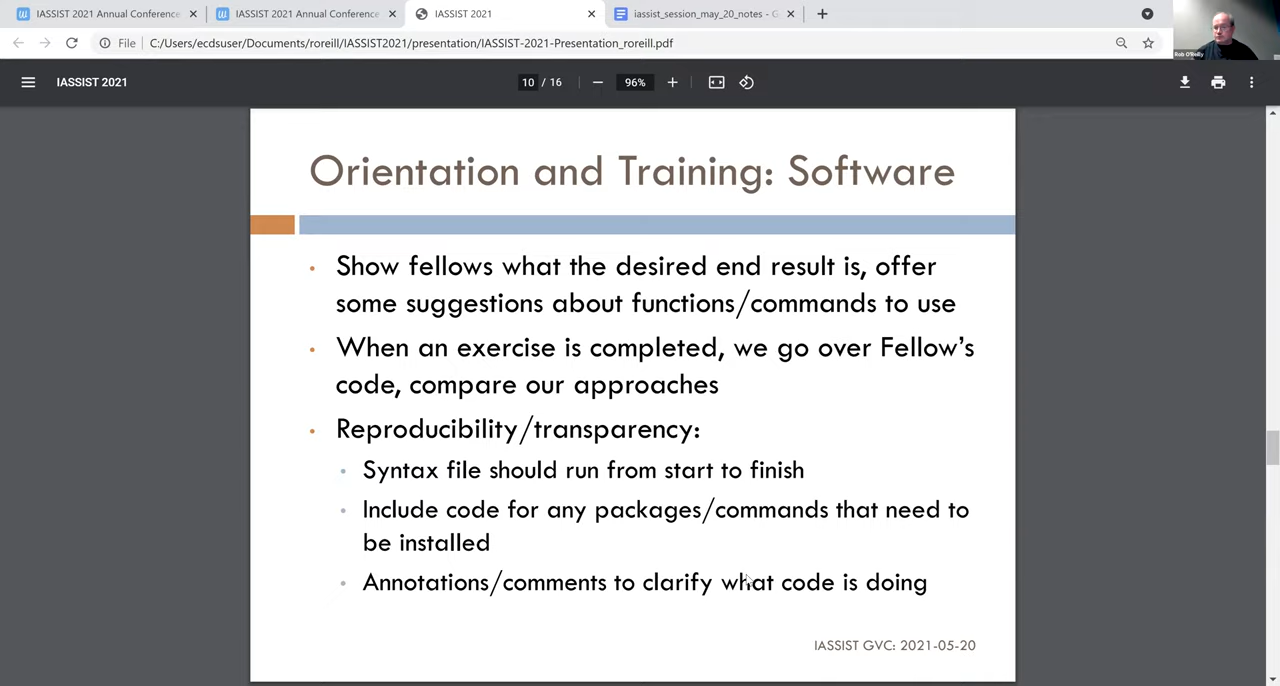 IASSIST 2021 Annual Conference
IASSIST 2021 Annual Conference
IASSIST 2021
iassist_session_may_20_notes - G
File
C:/Users/ecdsuser/Documents/roreill/IASSIST2021/presentation/IASSIST-2021-Presentation_roreill.pdf
Rob O'Reilly
IASSIST 2021
10 / 16
96%
Orientation and Training: Software
• Show fellows what the desired end result is, offer
some suggestions about functions/commands to use
• When an exercise is completed, we go over Fellow's
code, compare our approaches
• Reproducibility/transparency:
• Syntax file should run from start to finish
• Include code for any packages/commands that need to
be installed
• Annotations/comments to clarify what code is doing
IASSIST GVC: 2021-05-20